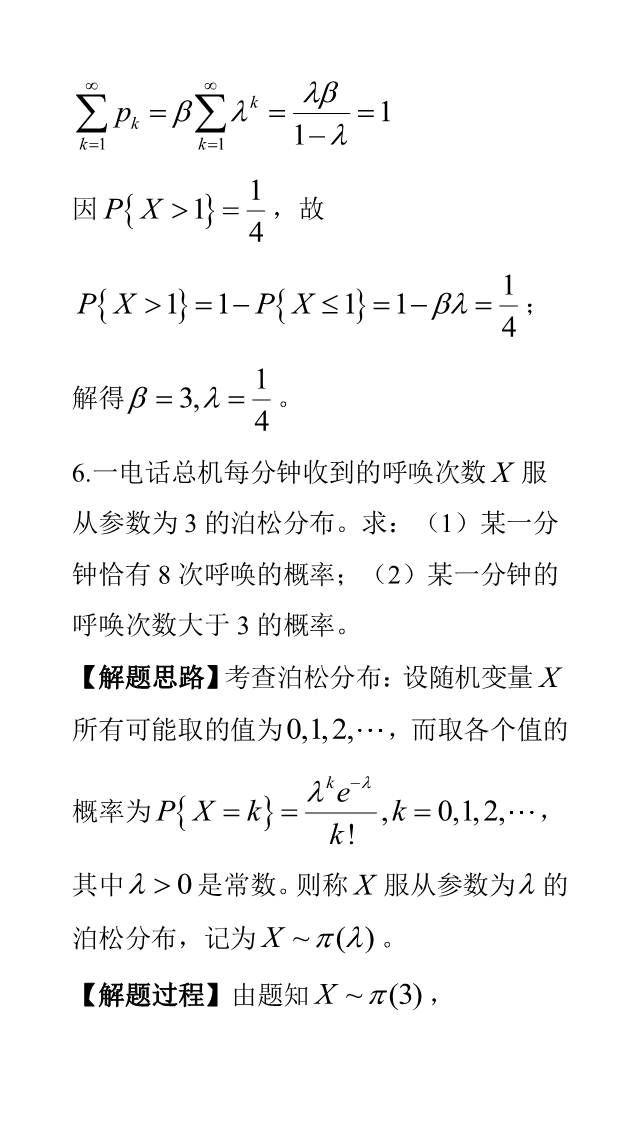 $\sum_{k=1}^{\infty} p_k = \beta \sum_{k=1}^{\infty} \lambda^k = \frac{\lambda\beta}{1-\lambda} = 1$
因 $P\{X>1\} = \frac{1}{4}$，故
$P\{X>1\} = 1 - P\{X \le 1\} = 1 - \beta\lambda = \frac{1}{4}$；
解得 $\beta = 3, \lambda = \frac{1}{4}$。
6.一电话总机每分钟收到的呼唤次数 $X$ 服
从参数为 3 的泊松分布。求：（1）某一分
钟恰有 8 次呼唤的概率；（2）某一分钟的
呼唤次数大于 3 的概率。
【解题思路】考查泊松分布：设随机变量 $X$
所有可能取的值为 $0,1,2,\cdots$，而取各个值的
概率为 $P\{X=k\} = \frac{\lambda^k e^{-\lambda}}{k!}, k=0,1,2,\cdots$，
其中 $\lambda > 0$ 是常数。则称 $X$ 服从参数为 $\lambda$ 的
泊松分布，记为 $X \sim \pi(\lambda)$。
【解题过程】由题知 $X \sim \pi(3)$，